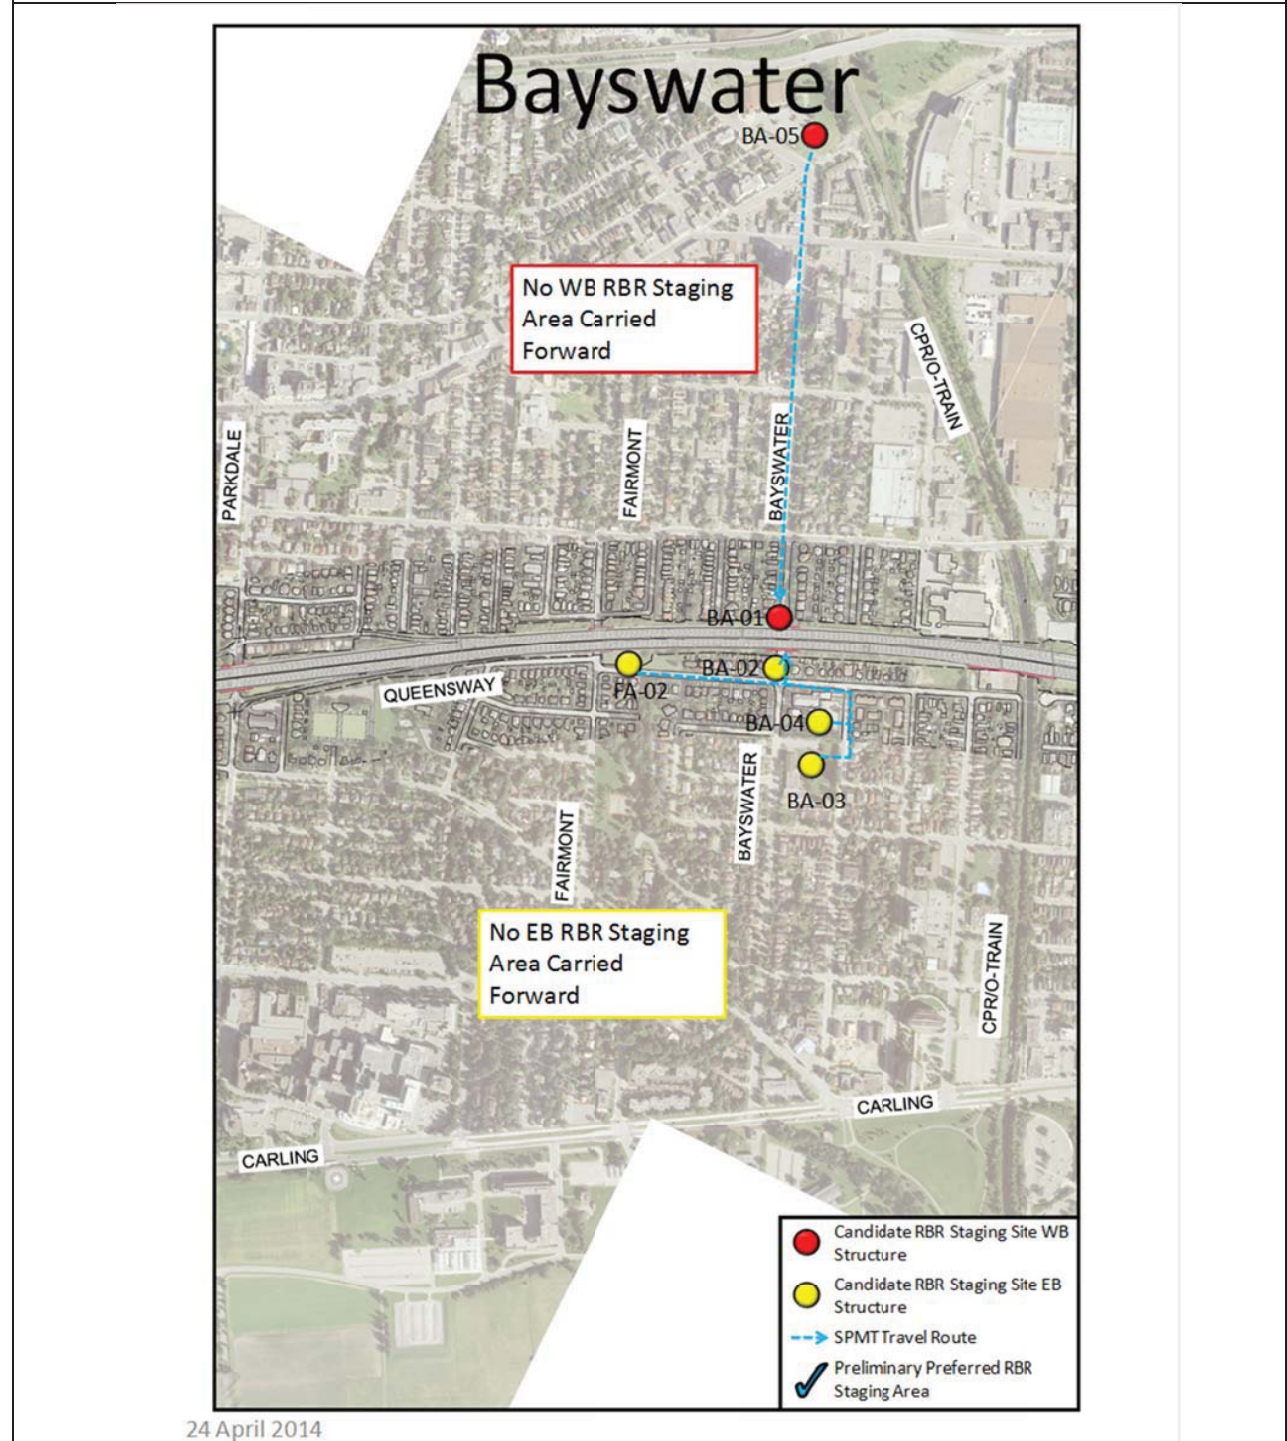 Bayswater
BA-05
No WB RBR Staging
Area Carried
Forward
CPR/O-TRAIN
PARKDALE
FAIRMONT
BAYSWATER
BA-01
BA-02
FA-02
QUEENSWAY
BA-04
BA-03
BAYSWATER
FAIRMONT
No EB RBR Staging
Area Carried
Forward
CPR/O-TRAIN
CARLING
CARLING
Candidate RBR Staging Site WB
Structure
Candidate RBR Staging Site EB
Structure
SPMT Travel Route
Preliminary Preferred RBR
Staging Area
24 April 2014